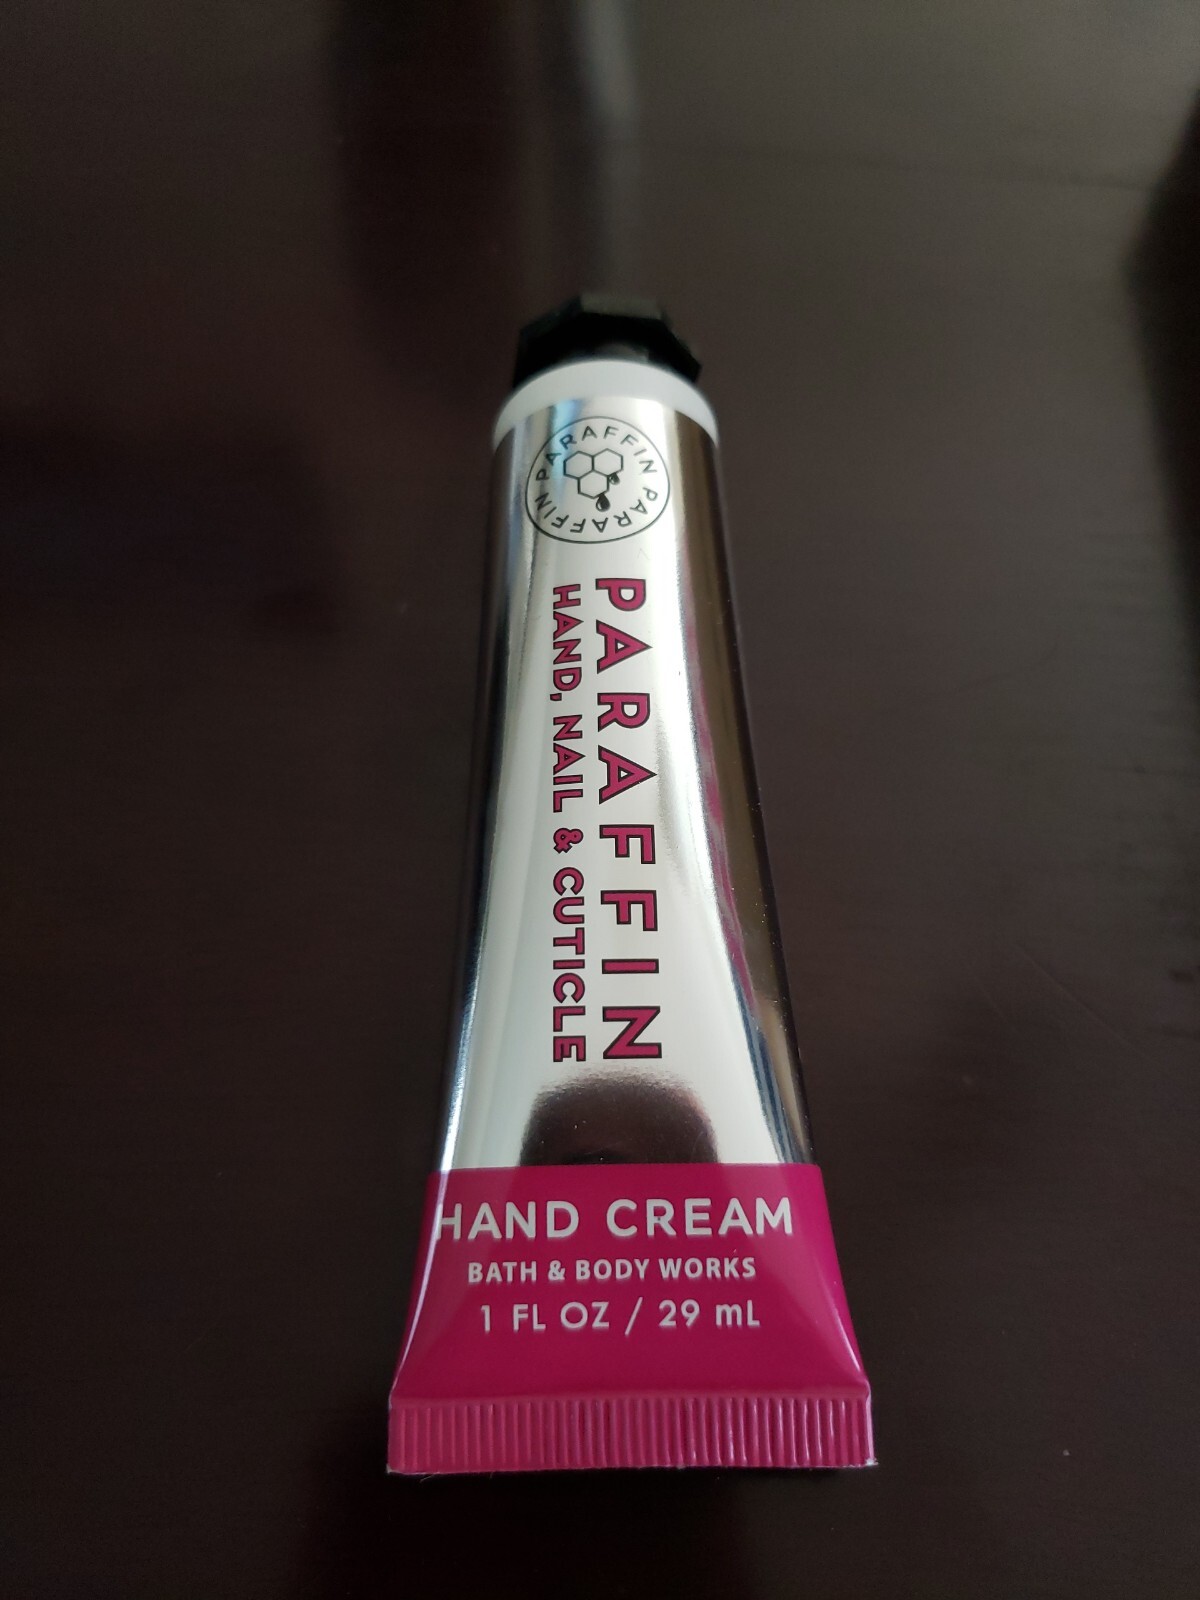 PARAFFIN PARAFFIN
PARAFFIN
HAND, NAIL & CUTICLE
HAND CREAM
BATH & BODY WORKS
1 FL OZ / 29 mL